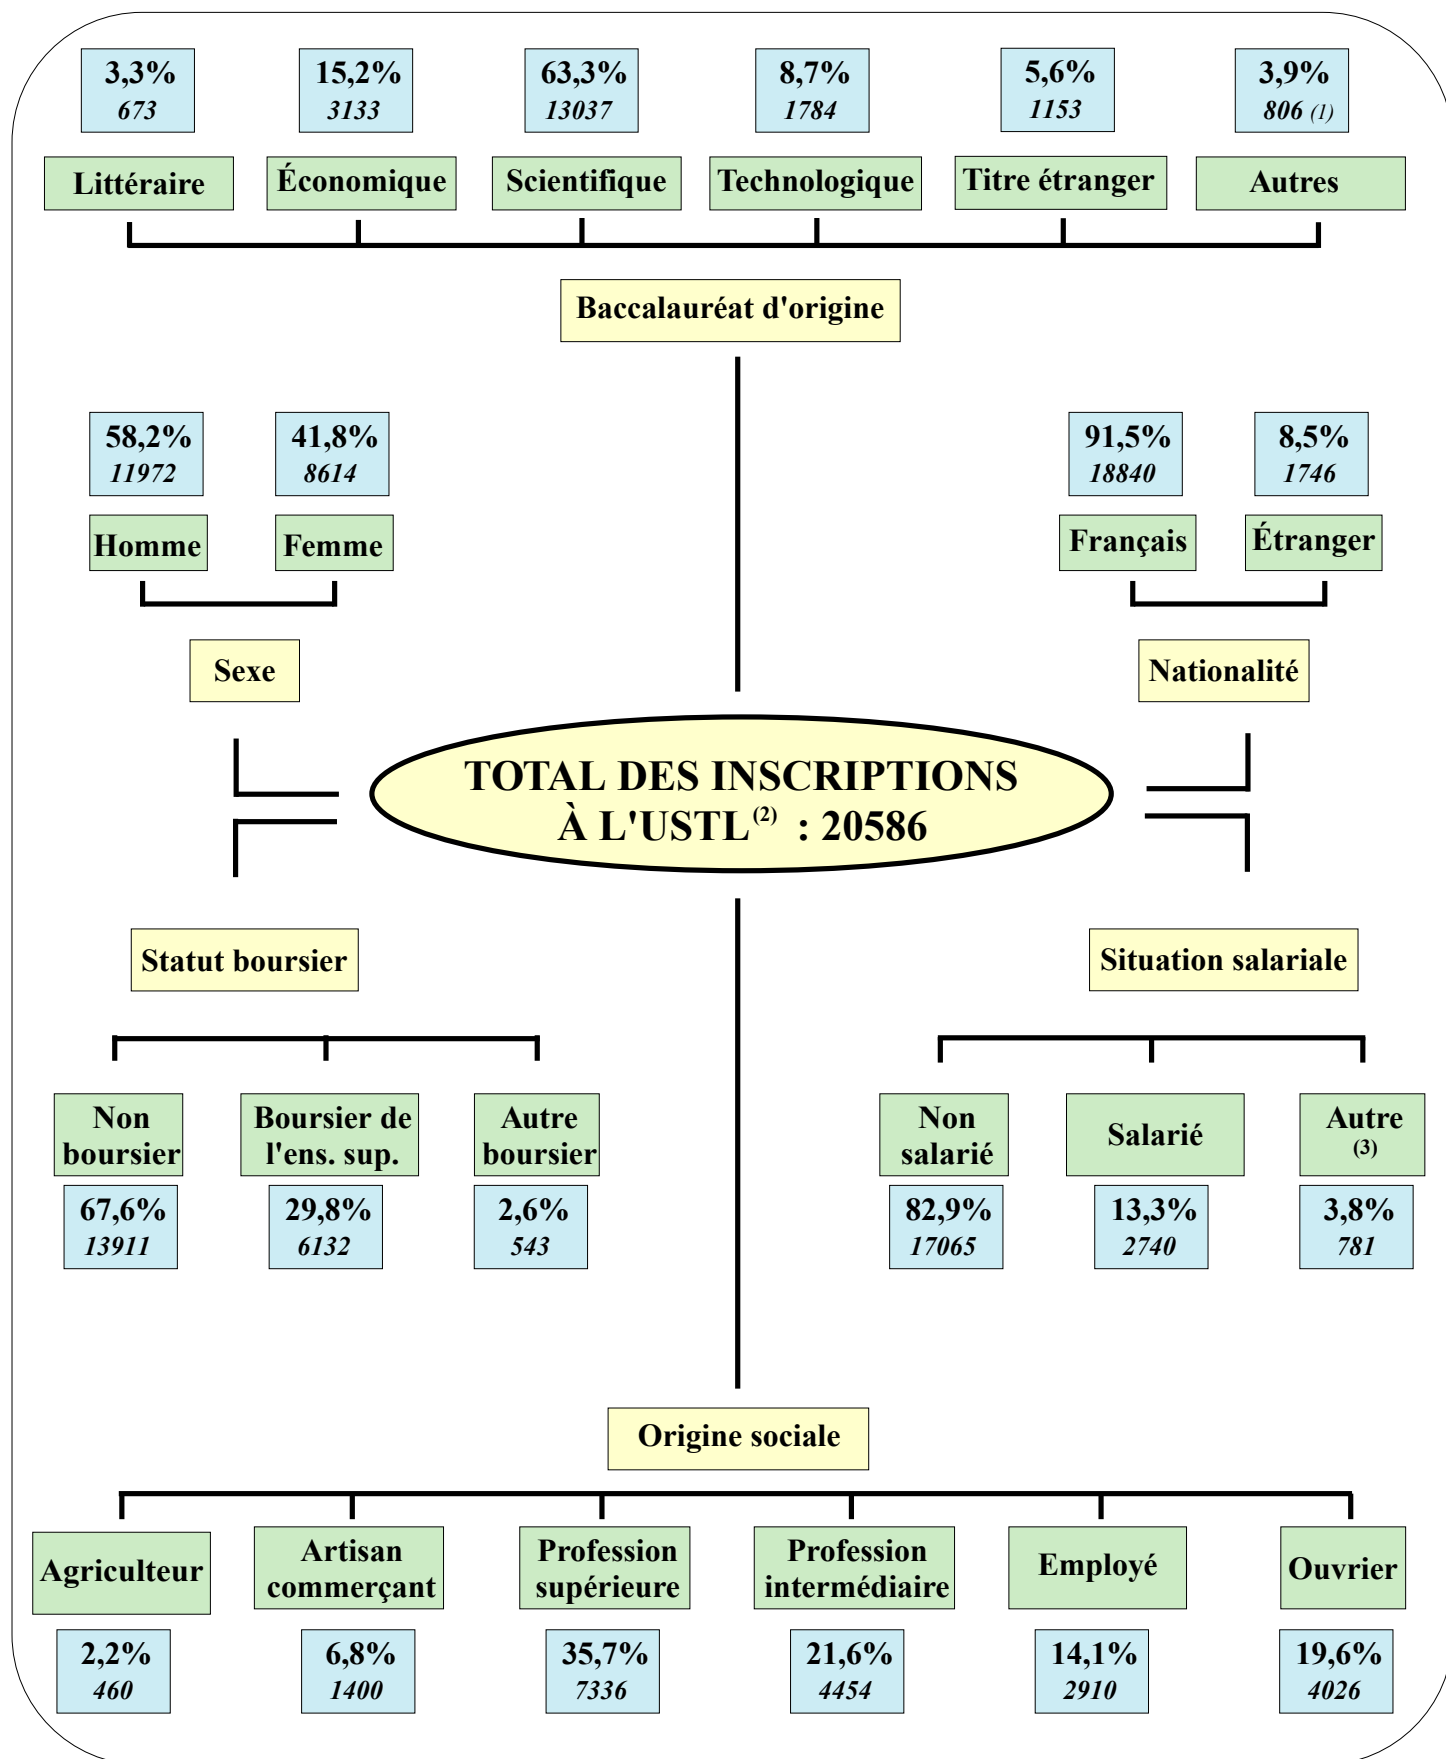 3,3%
673
15,2%
3133
63,3%
13037
8,7%
1784
5,6%
1153
3,9%
806 (1)
Littéraire
Économique
Scientifique
Technologique
Titre étranger
Autres
Baccalauréat d'origine
58,2%
11972
41,8%
8614
91,5%
18840
8,5%
1746
Homme
Femme
Français
Étranger
Sexe
Nationalité
TOTAL DES INSCRIPTIONS
À L'USTL(2) : 20586
Statut boursier
Situation salariale
Non
boursier
Boursier de
l'ens. sup.
Autre
boursier
Non
salarié
Salarié
Autre
(3)
67,6%
13911
29,8%
6132
2,6%
543
82,9%
17065
13,3%
2740
3,8%
781
Origine sociale
Agriculteur
Artisan
commerçant
Profession
supérieure
Profession
intermédiaire
Employé
Ouvrier
2,2%
460
6,8%
1400
35,7%
7336
21,6%
4454
14,1%
2910
19,6%
4026